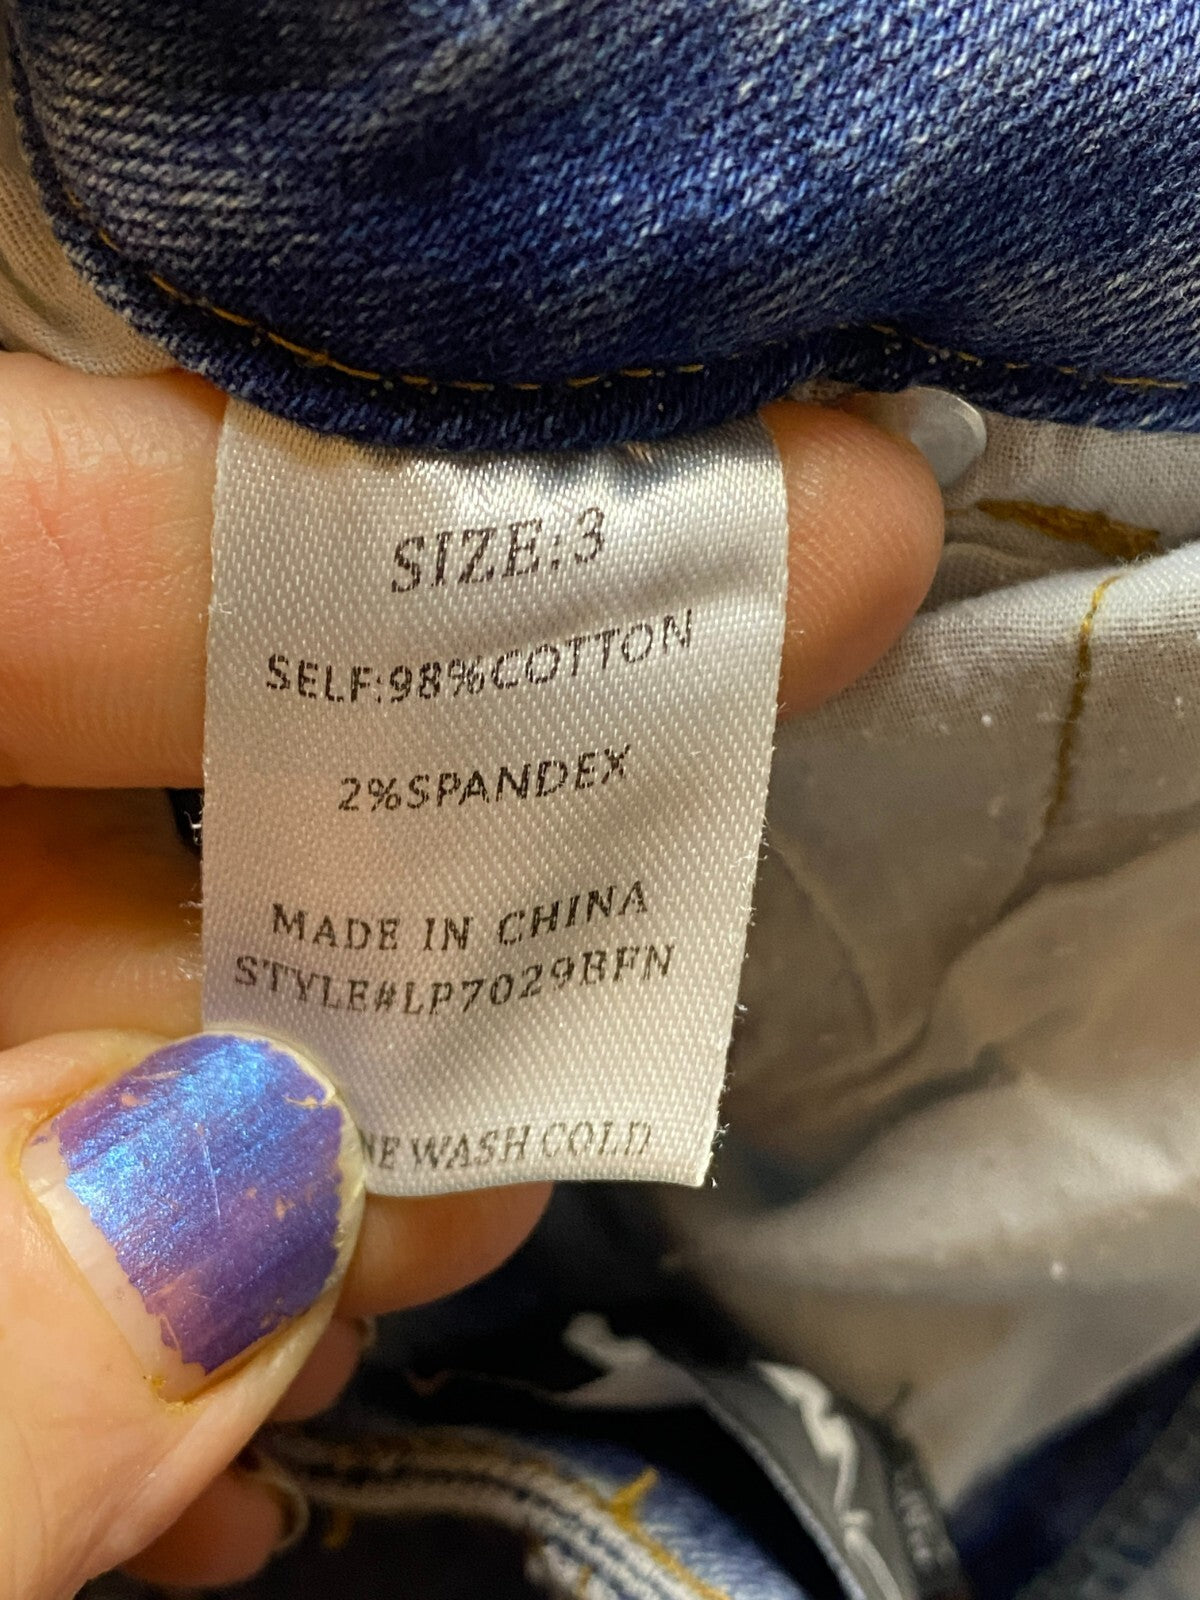 SIZE:3
SELF:98%COTTON
2%SPANDEX
MADE IN CHINA
STYLE#LP7029BFN
WASH COLD